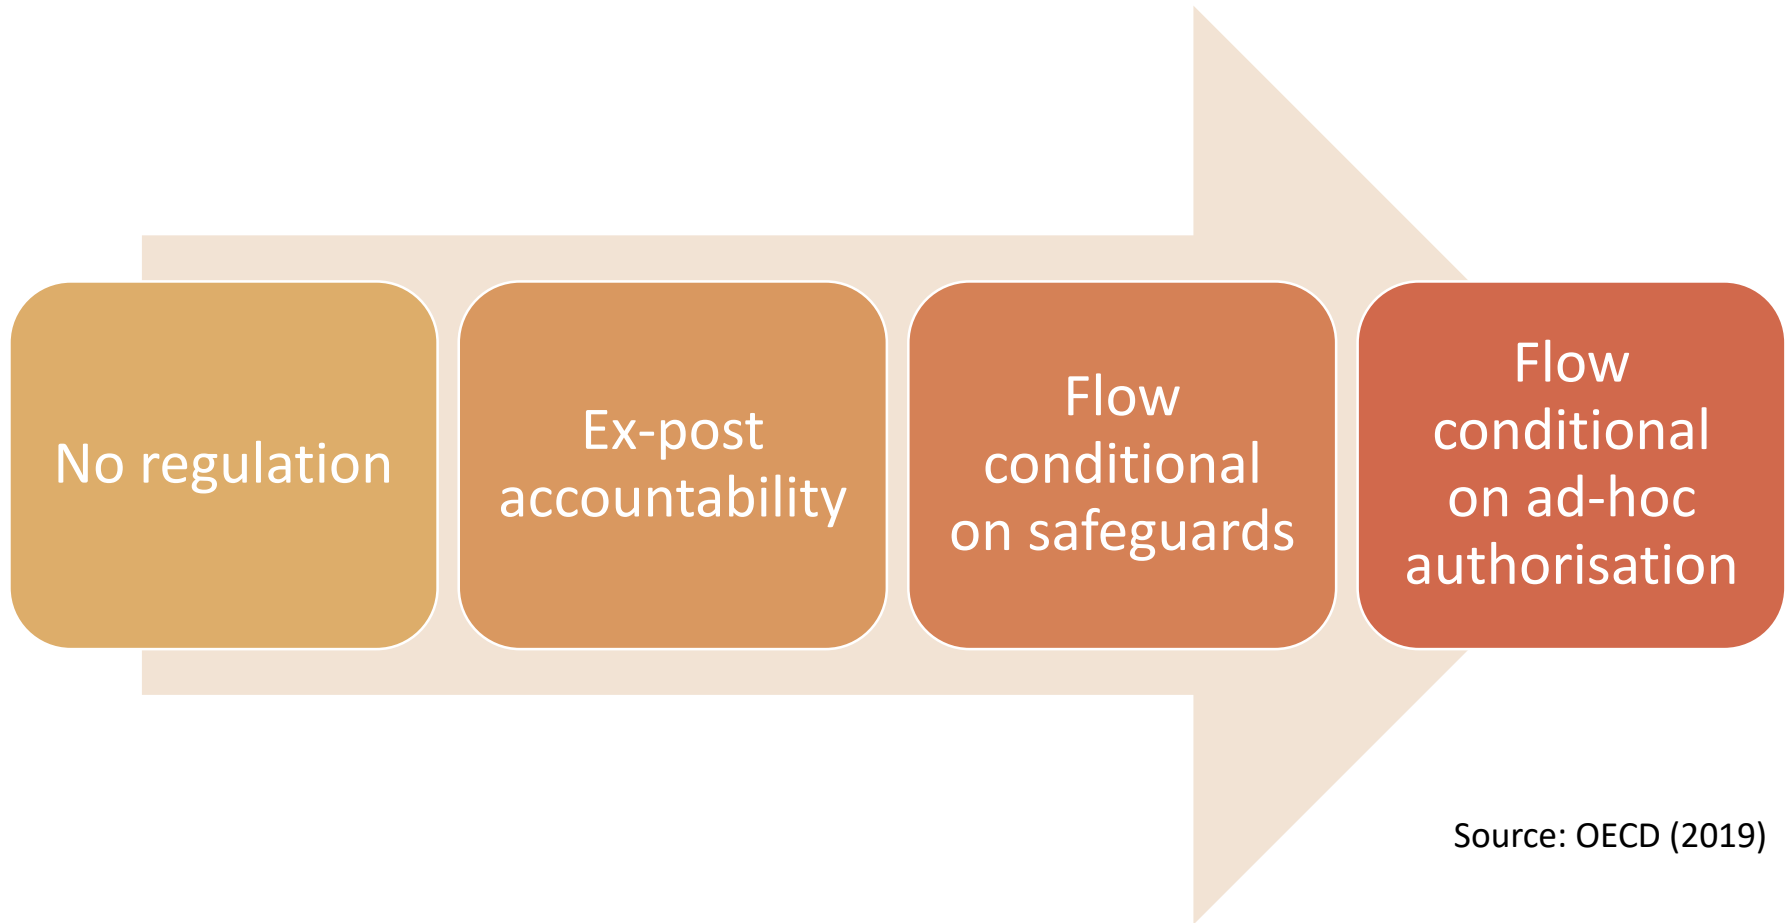 No regulation
Ex-post
accountability
Flow
conditional
on safeguards
Flow
conditional
on ad-hoc
authorisation
Source: OECD (2019)